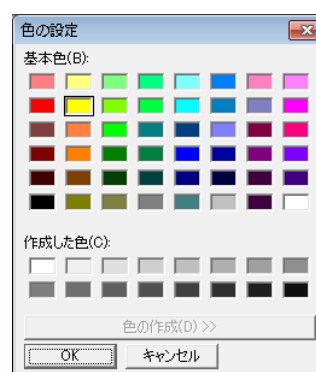 色の設定
基本色(B):
作成した色(C):
色の作成(D) >>
OK
キャンセル